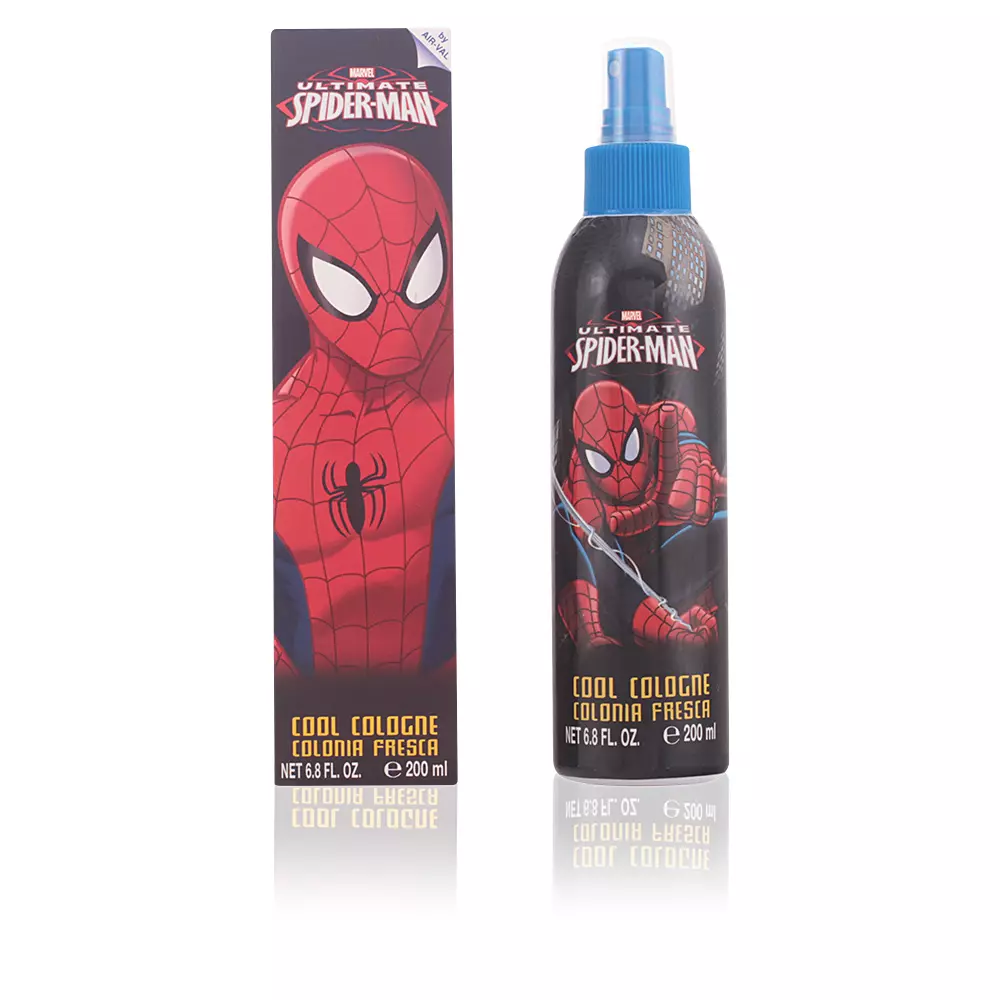 by
AIR-VAL
MARVEL
ULTIMATE
SPIDER-MAN
COOL COLOGNE
COLONIA FRESCA
NET 6.8 FL. OZ. e 200 ml
MARVEL
ULTIMATE
SPIDER-MAN
COOL COLOGNE
COLONIA FRESCA
NET 6.8 FL. OZ. e 200 ml